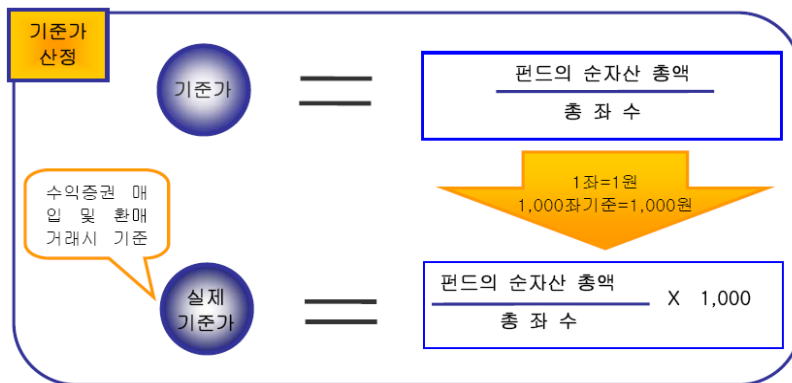 기준가
산정
기준가
펀드의 순자산 총액
총 좌 수
1좌=1원
1,000좌기준=1,000원
수익증권 매
입 및 환매
거래시 기준
실제
기준가
펀드의 순자산 총액
총 좌 수
X 1,000